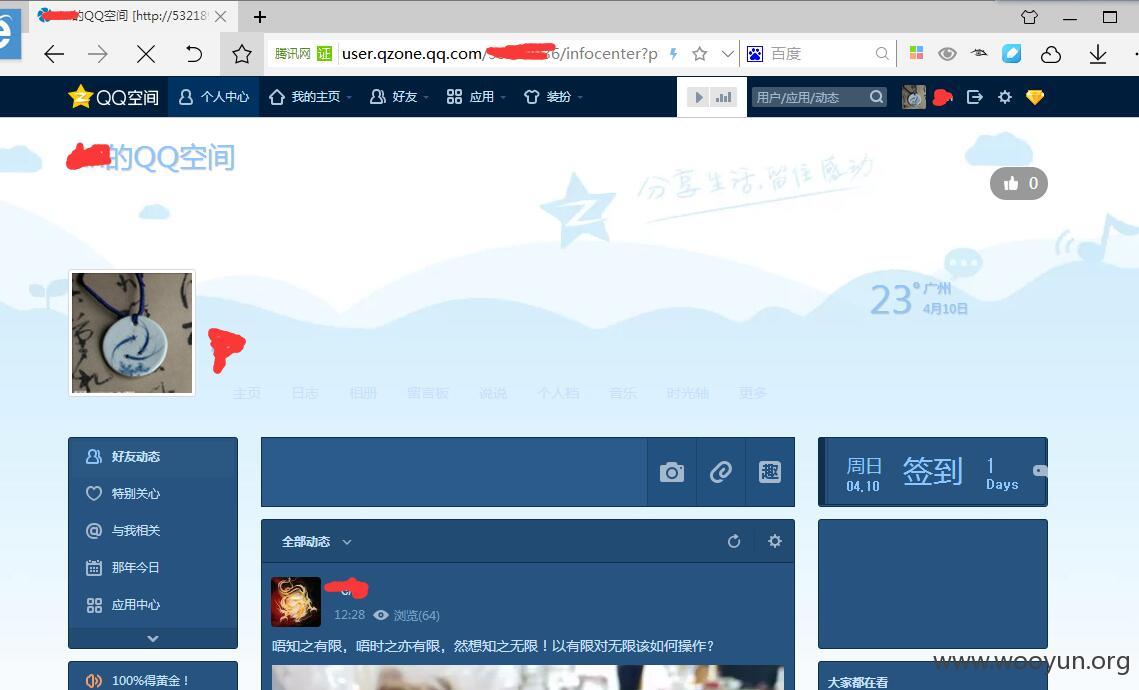 的QQ空间 [http://53218
腾讯网 证 user.qzone.qq.com/ 6/infocenter?p 百度
QQ空间 个人中心 我的主页 好友 应用 装扮 用户/应用/动态
的QQ空间
分享生活,留住感动
0
23° 广州
4月10日
主页 日志 相册 留言板 说说 个人档 音乐 时光轴 更多
好友动态
特别关心
与我相关
那年今日
应用中心
100%得黄金！
趣
周日 签到 1
04.10 Days
全部动态
12:28 浏览(64)
唔知之有限，唔时之亦有限，然想知之无限！以有限对无限该如何操作?
大家都在看
www.wooyun.org